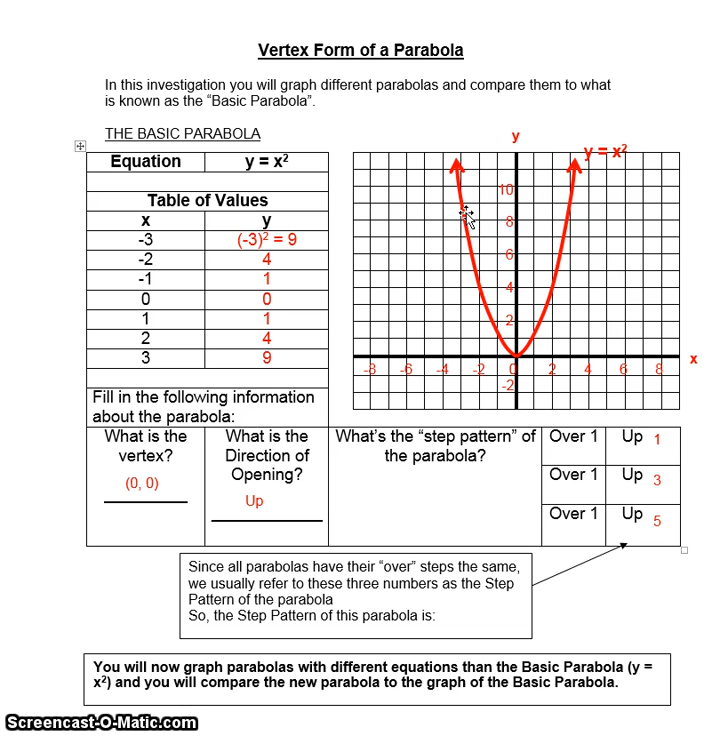 Vertex Form of a Parabola
In this investigation you will graph different parabolas and compare them to what
is known as the “Basic Parabola”.
THE BASIC PARABOLA
Equation y = x²
Table of Values
x y
-3 (-3)² = 9
-2 4
-1 1
0 0
1 1
2 4
3 9
Fill in the following information
about the parabola:
y
y = x²
10
8
6
4
2
-8 -6 -4 -2 0 2 4 6 8 x
-2
What is the
vertex?
(0, 0)
What is the
Direction of
Opening?
Up
What’s the “step pattern” of
the parabola?
Over 1 Up 1
Over 1 Up 3
Over 1 Up 5
Since all parabolas have their “over” steps the same,
we usually refer to these three numbers as the Step
Pattern of the parabola
So, the Step Pattern of this parabola is:
You will now graph parabolas with different equations than the Basic Parabola (y =
x²) and you will compare the new parabola to the graph of the Basic Parabola.
Screencast-O-Matic.com